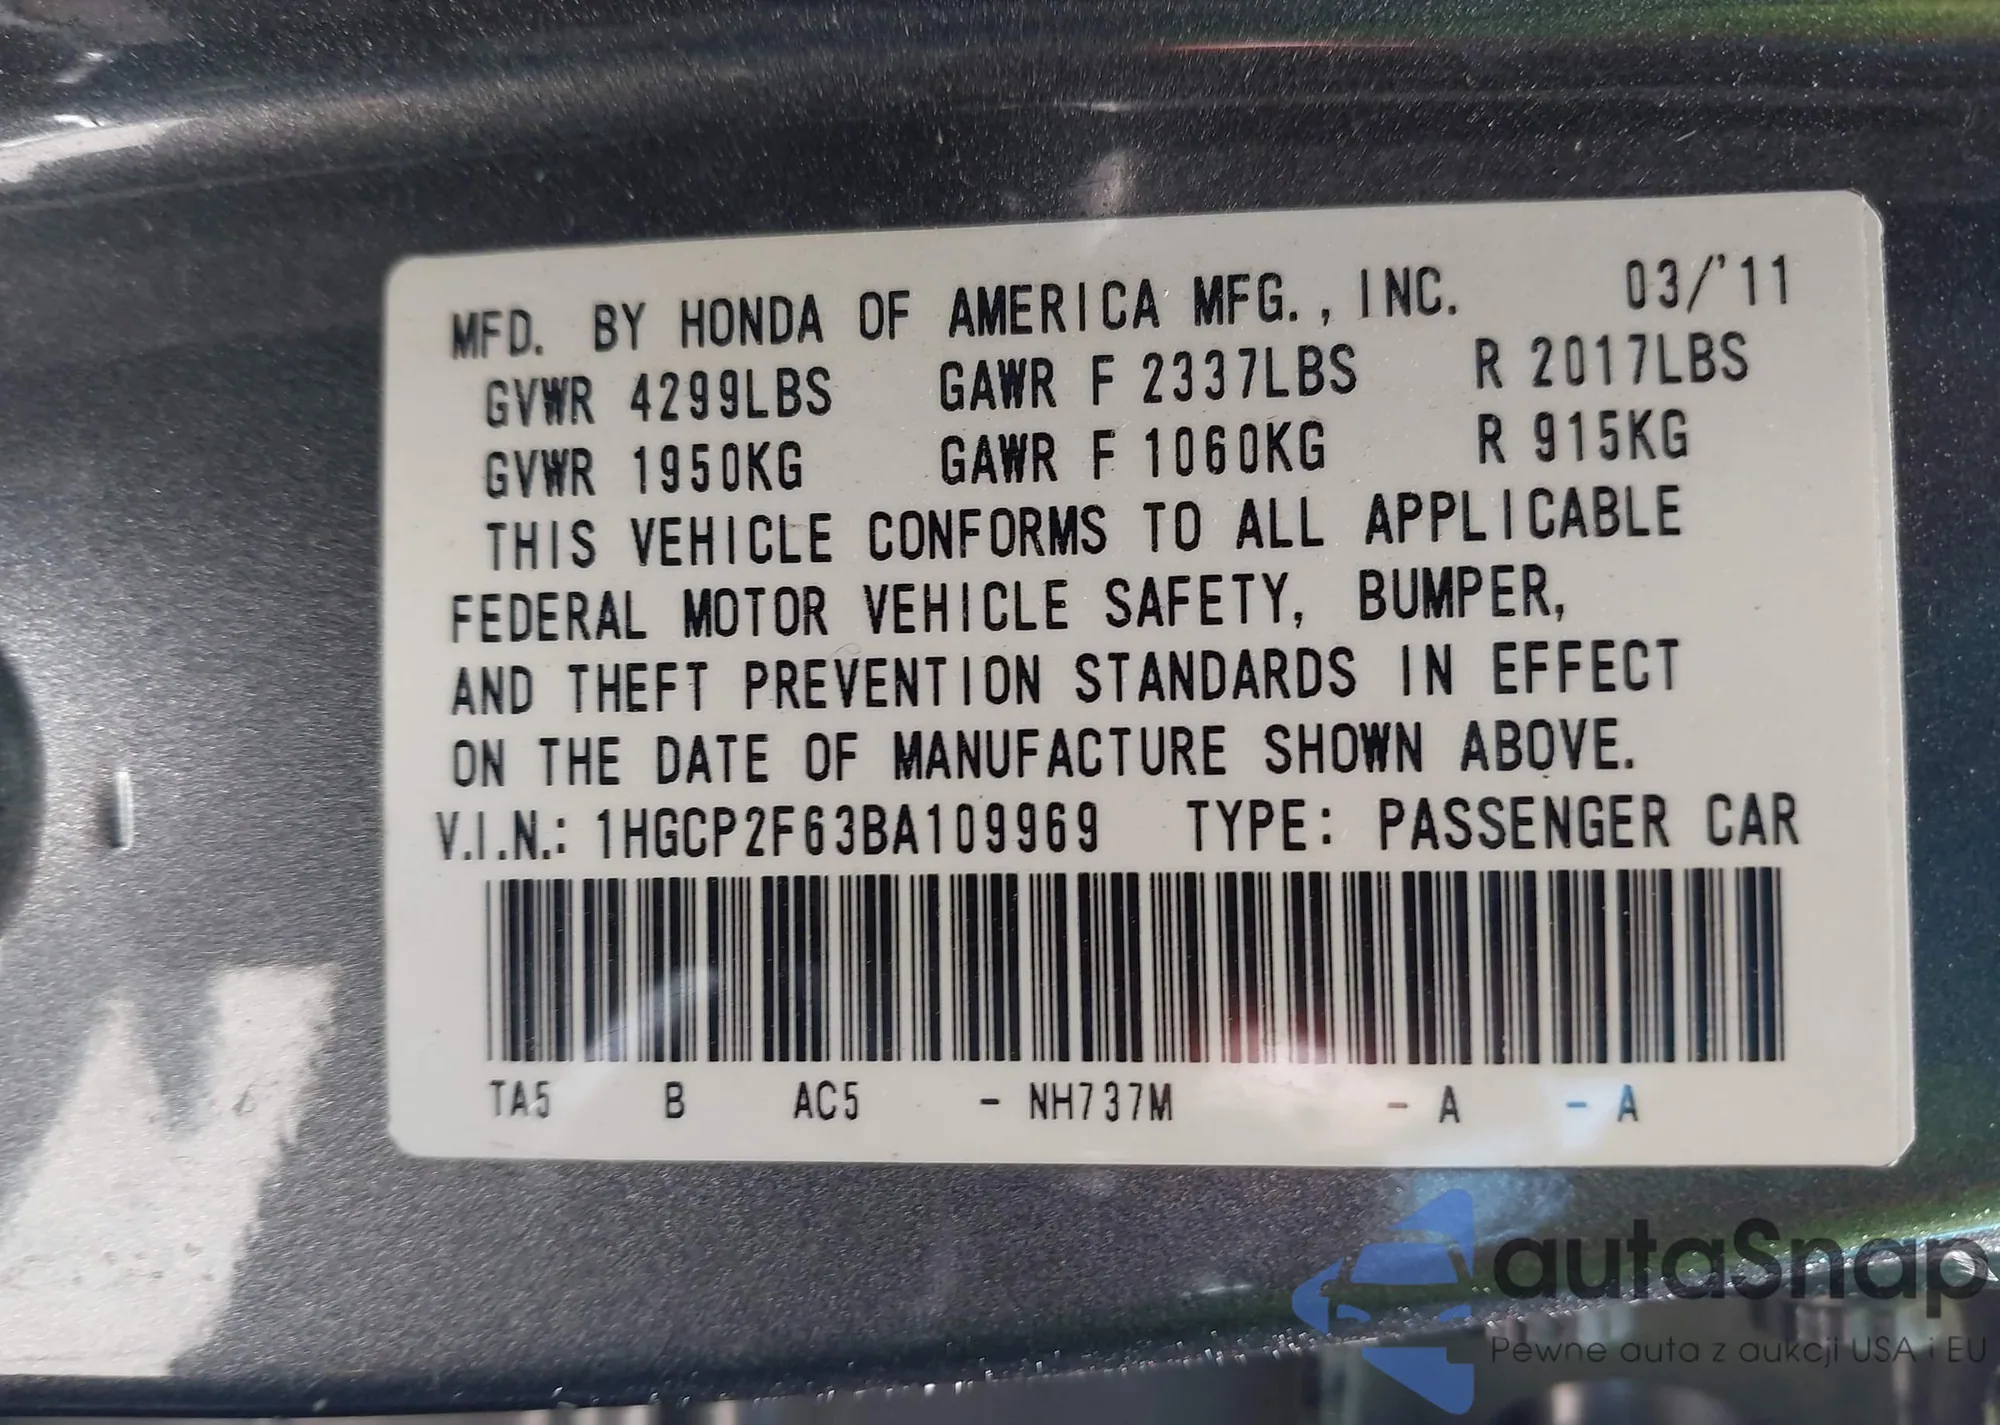 MFD. BY HONDA OF AMERICA MFG., INC. 03/'11
GVWR 4299LBS GAWR F 2337LBS R 2017LBS
GVWR 1950KG GAWR F 1060KG R 915KG
THIS VEHICLE CONFORMS TO ALL APPLICABLE
FEDERAL MOTOR VEHICLE SAFETY, BUMPER,
AND THEFT PREVENTION STANDARDS IN EFFECT
ON THE DATE OF MANUFACTURE SHOWN ABOVE.
V.I.N.: 1HGCP2F63BA109969 TYPE: PASSENGER CAR
TA5 B AC5 - NH737M - A - A
autaSnap
Pewne auta z aukcji USA i EU